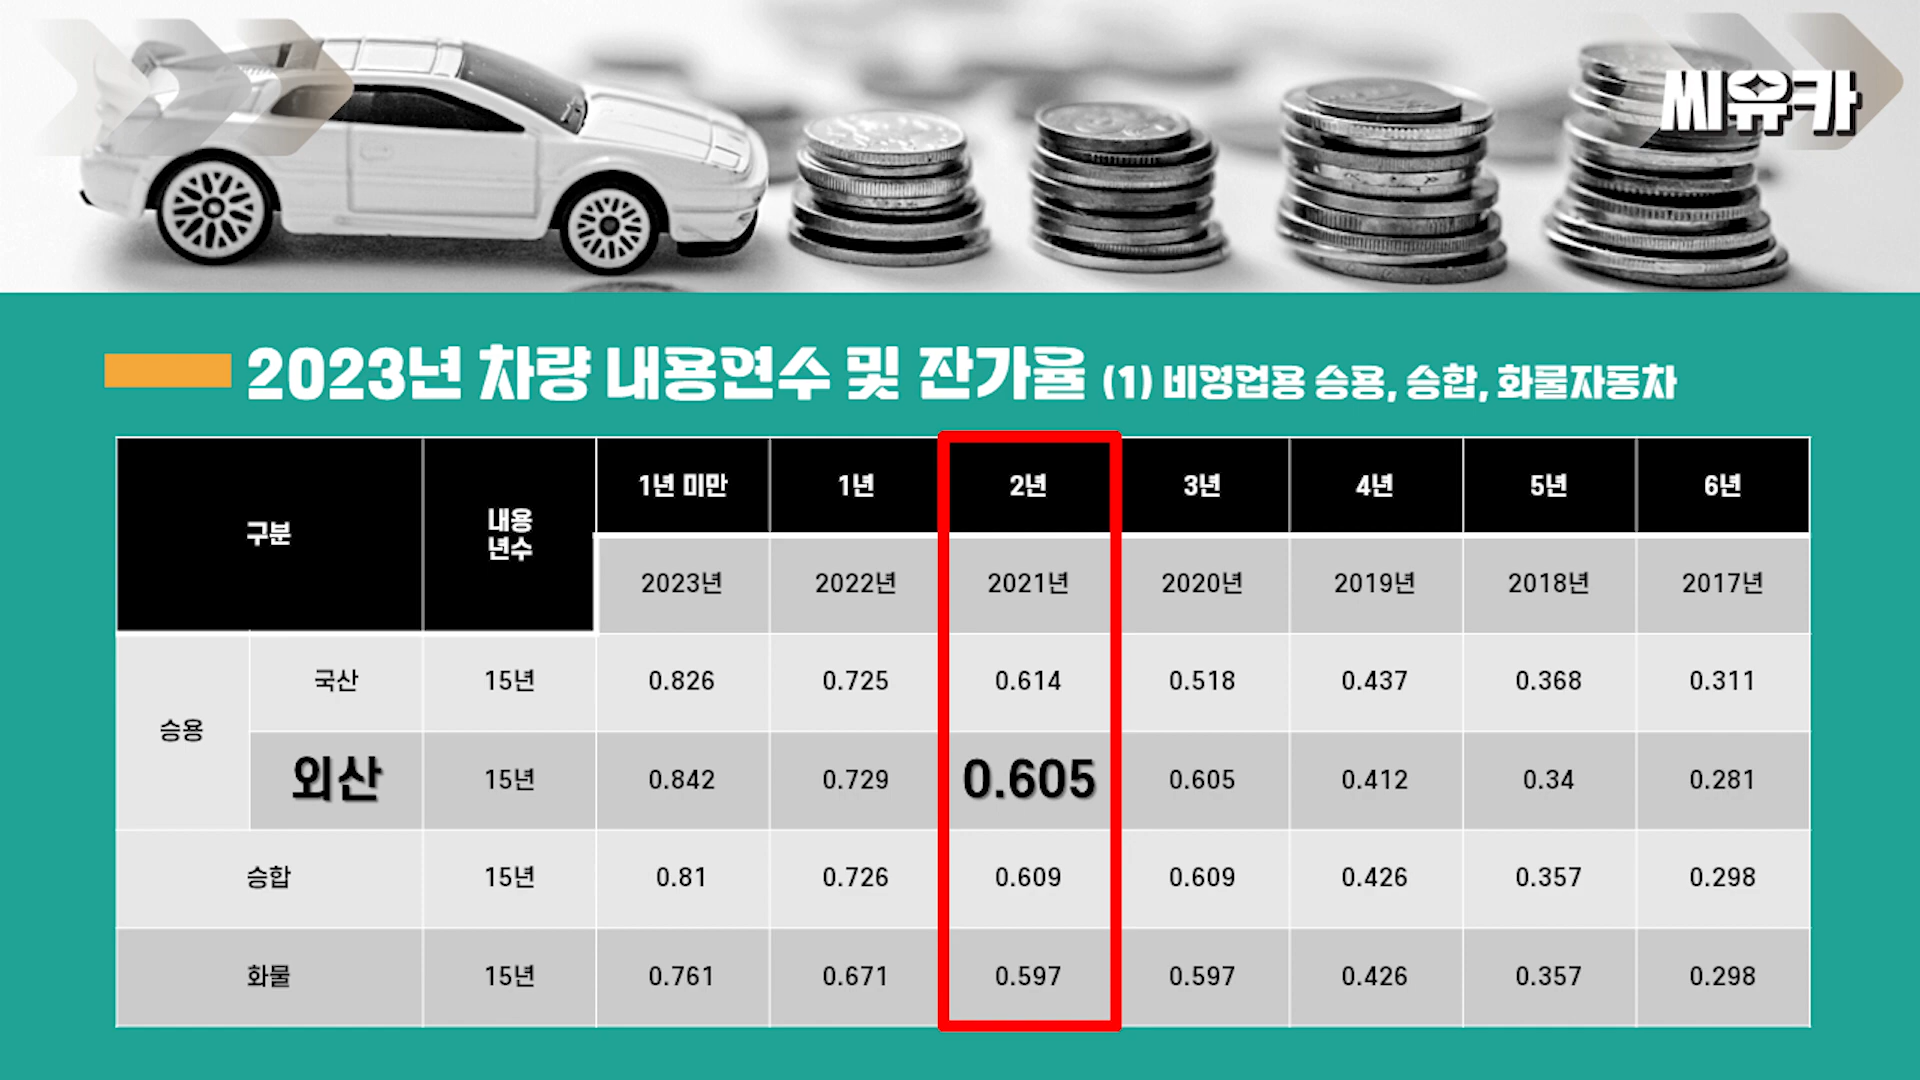 씨유카
2023년 차량 내용연수 및 잔가율 (1) 비영업용 승용, 승합, 화물자동차
구분 내용 년수 1년 미만 1년 2년 3년 4년 5년 6년
2023년 2022년 2021년 2020년 2019년 2018년 2017년
승용 국산 15년 0.826 0.725 0.614 0.518 0.437 0.368 0.311
외산 15년 0.842 0.729 0.605 0.605 0.412 0.34 0.281
승합 15년 0.81 0.726 0.609 0.609 0.426 0.357 0.298
화물 15년 0.761 0.671 0.597 0.597 0.426 0.357 0.298